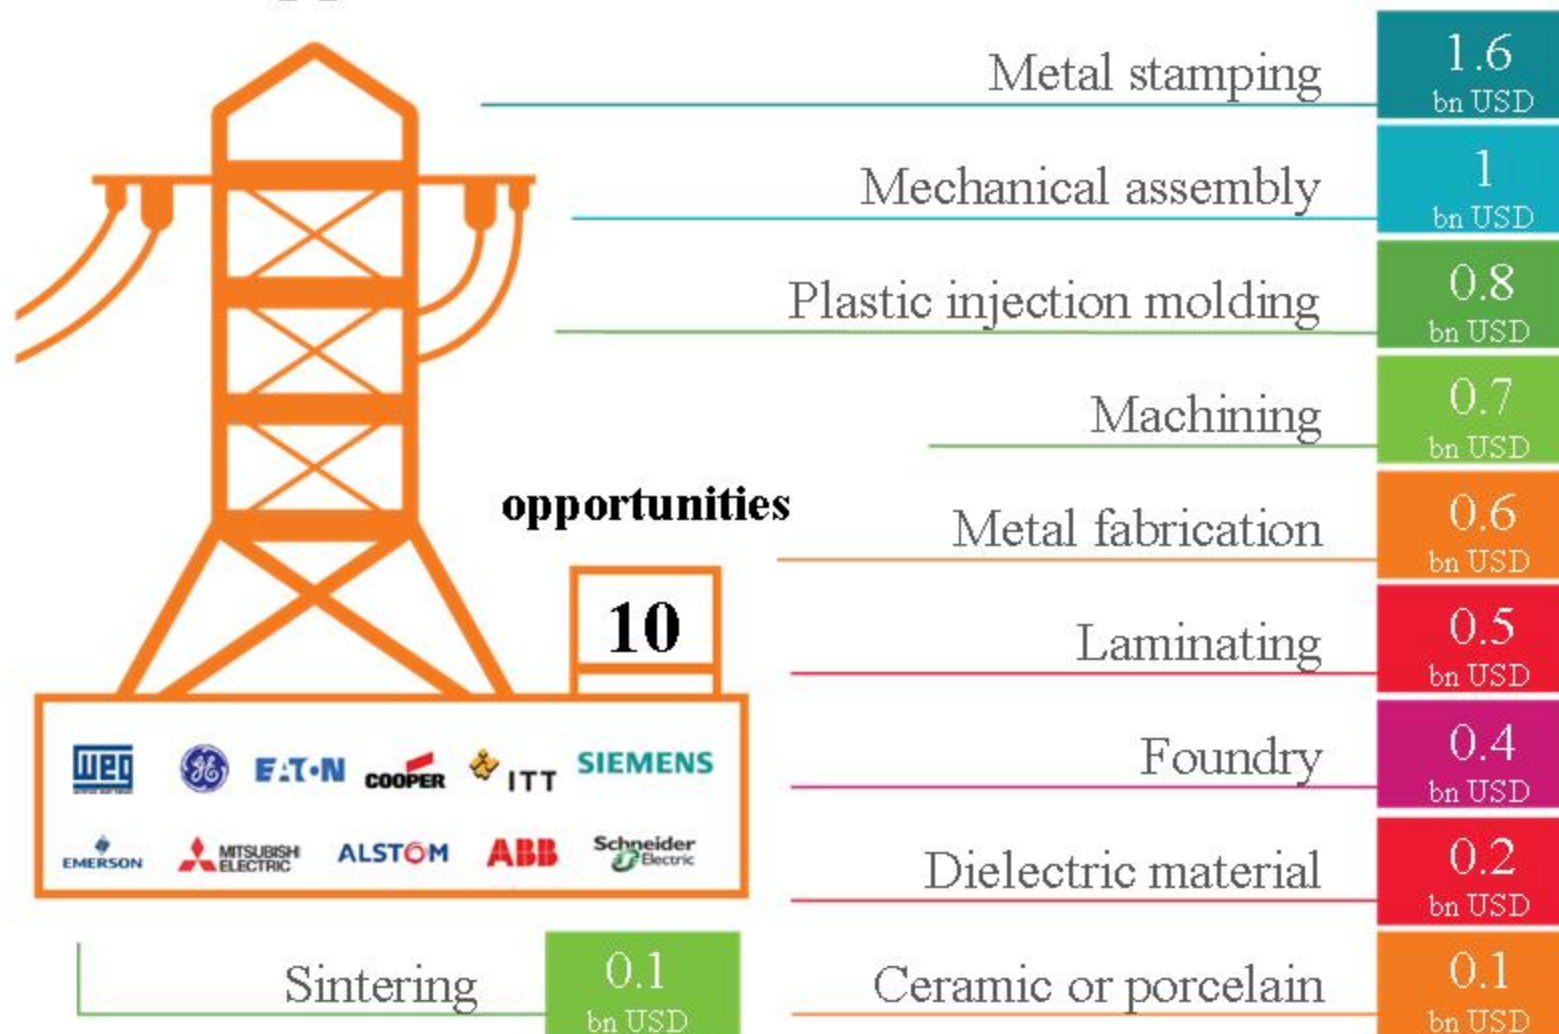 Metal stamping
1.6
bn USD
Mechanical assembly
1
bn USD
Plastic injection molding
0.8
bn USD
Machining
0.7
bn USD
opportunities
10
Metal fabrication
0.6
bn USD
Laminating
0.5
bn USD
Foundry
0.4
bn USD
Dielectric material
0.2
bn USD
Ceramic or porcelain
0.1
bn USD
Sintering
0.1
bn USD
weg
GE
EATON
COOPER
ITT
SIEMENS
EMERSON
MITSUBISHI
ELECTRIC
ALSTOM
ABB
Schneider
Electric